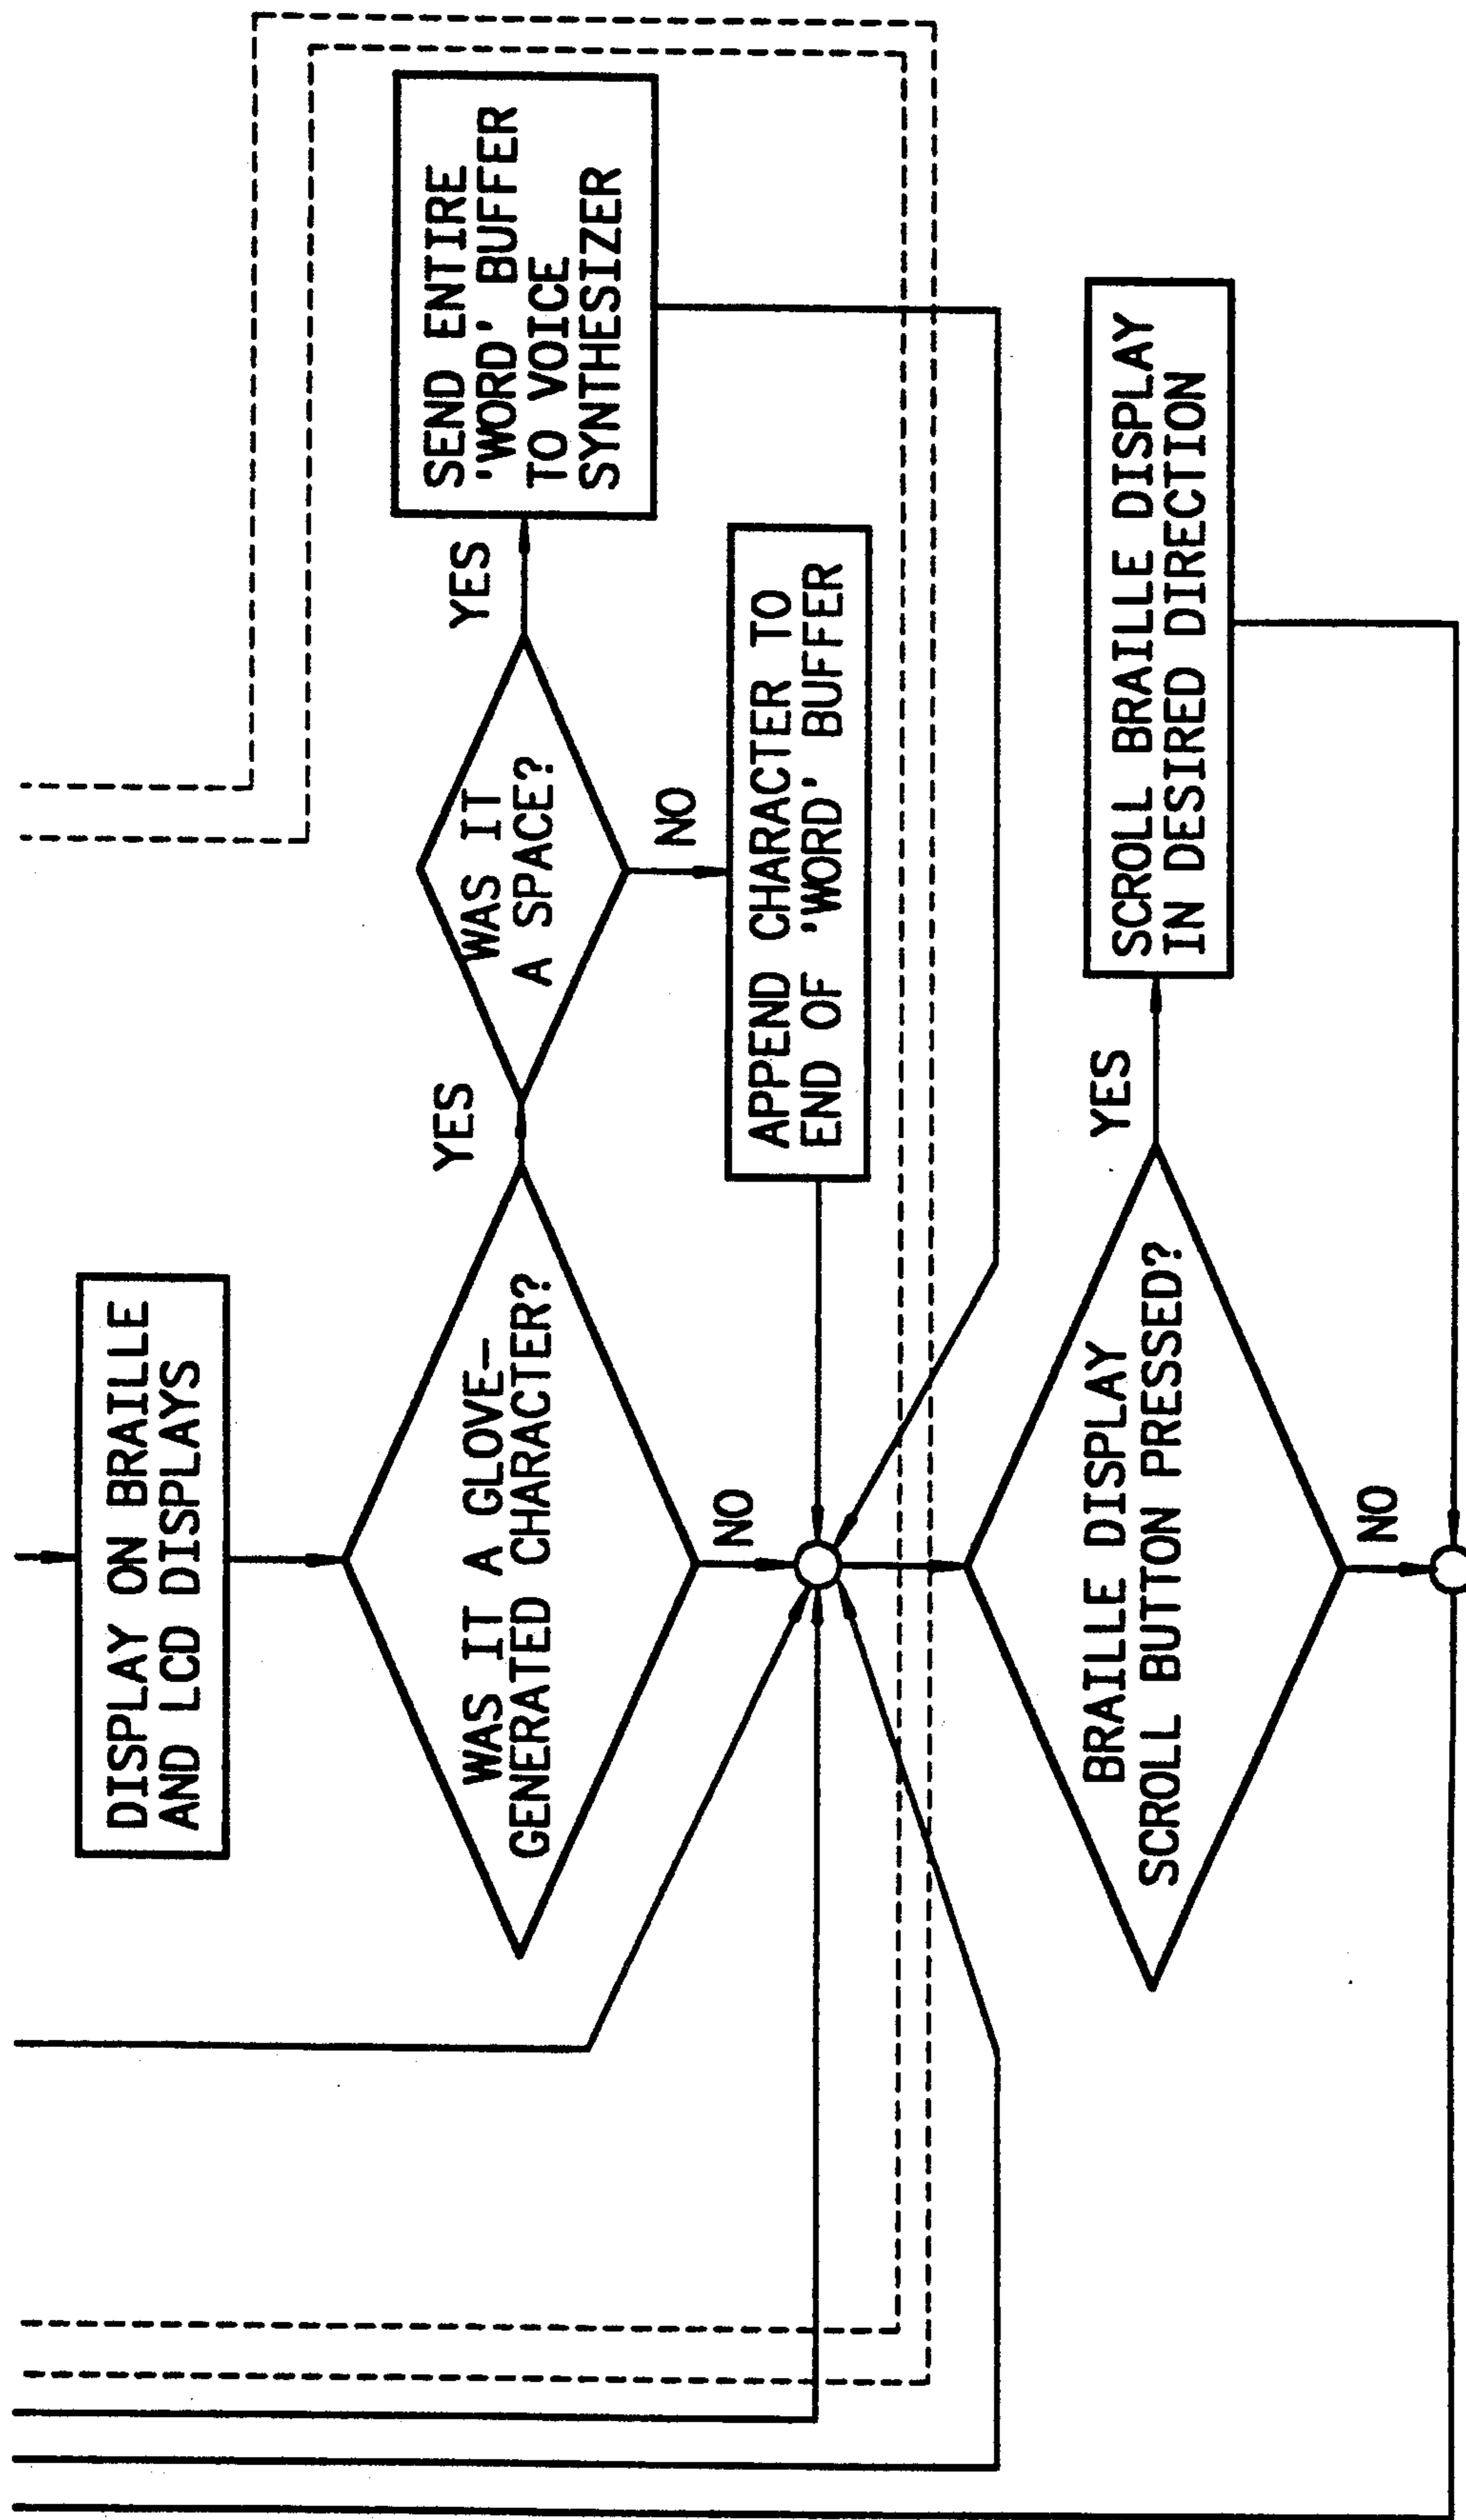 DISPLAY ON BRAILLE
AND LCD DISPLAYS
WAS IT A GLOVE-
GENERATED CHARACTER?
YES
NO
WAS IT
A SPACE?
YES
NO
SEND ENTIRE
'WORD' BUFFER
TO VOICE
SYNTHESIZER
APPEND CHARACTER TO
END OF 'WORD' BUFFER
BRAILLE DISPLAY
SCROLL BUTTON PRESSED?
YES
NO
SCROLL BRAILLE DISPLAY
IN DESIRED DIRECTION